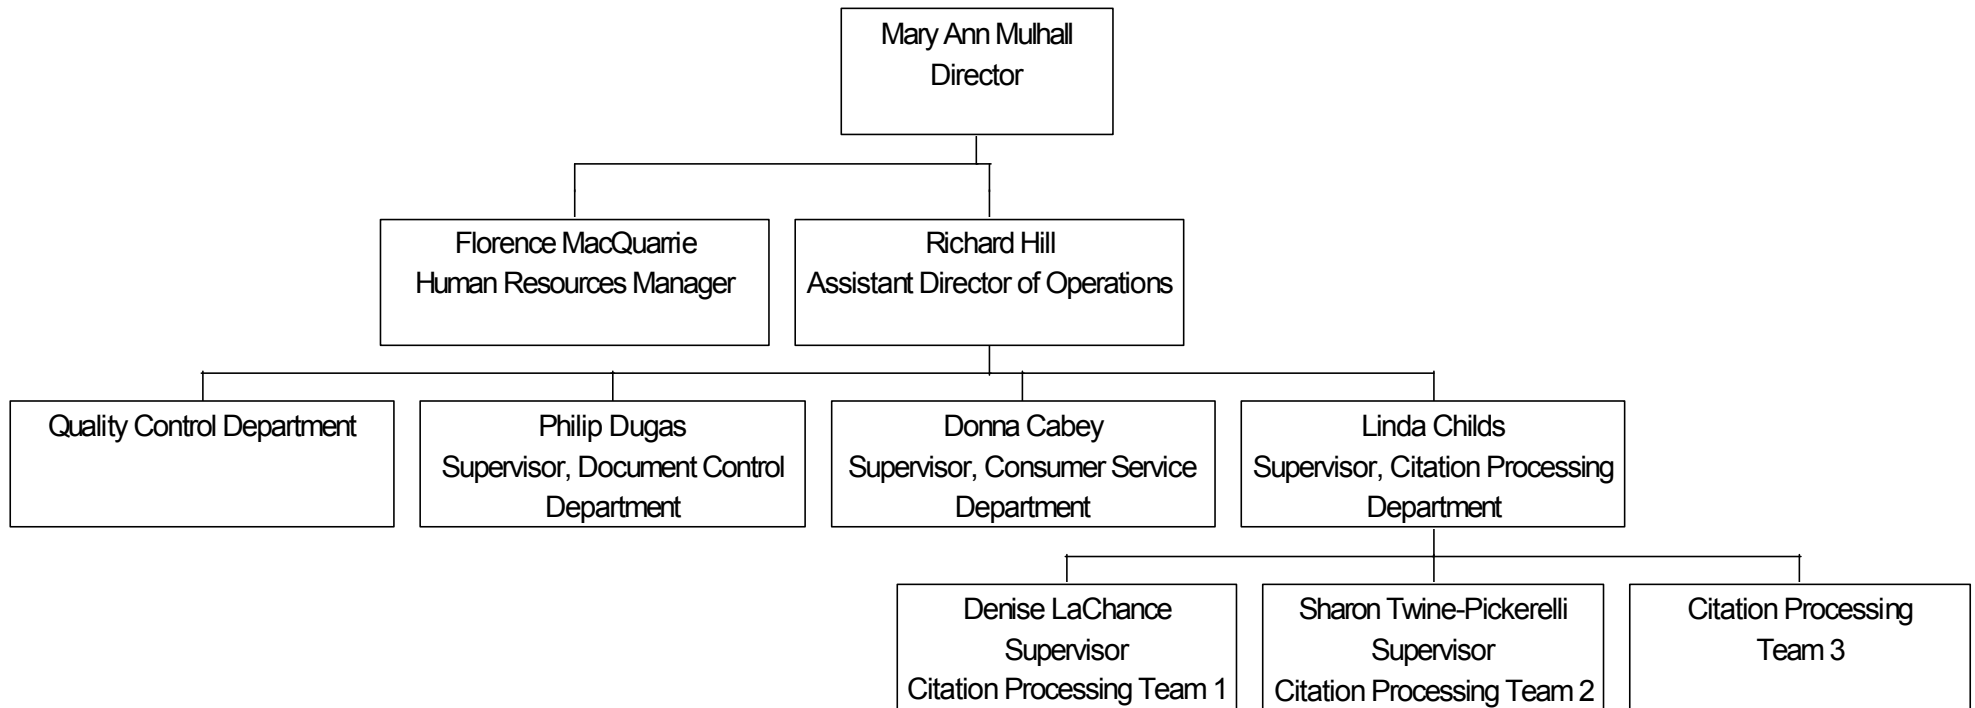 Mary Ann Mulhall
Director
Florence MacQuarrie
Human Resources Manager
Richard Hill
Assistant Director of Operations
Quality Control Department
Philip Dugas
Supervisor, Document Control
Department
Donna Cabey
Supervisor, Consumer Service
Department
Linda Childs
Supervisor, Citation Processing
Department
Denise LaChance
Supervisor
Citation Processing Team 1
Sharon Twine-Pickerelli
Supervisor
Citation Processing Team 2
Citation Processing
Team 3